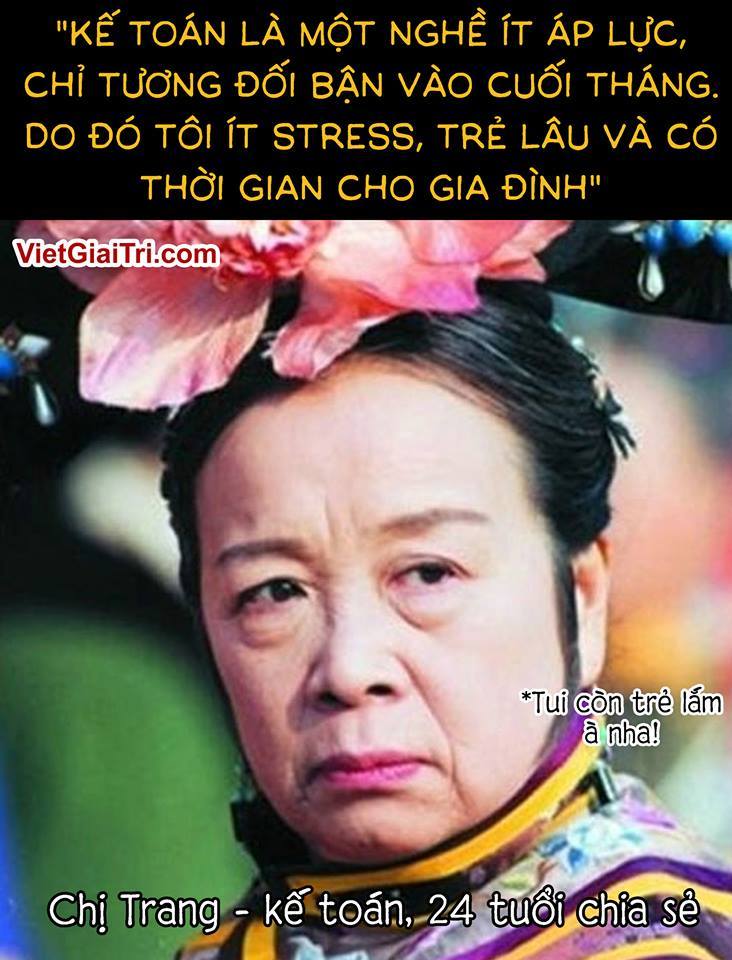 "KẾ TOÁN LÀ MỘT NGHỀ ÍT ÁP LỰC,
CHỈ TƯƠNG ĐỐI BẬN VÀO CUỐI THÁNG.
DO ĐÓ TÔI ÍT STRESS, TRẺ LÂU VÀ CÓ
THỜI GIAN CHO GIA ĐÌNH"
VietGiaiTri.com
*Tui còn trẻ lắm
à nha!
Chị Trang - kế toán, 24 tuổi chia sẻ